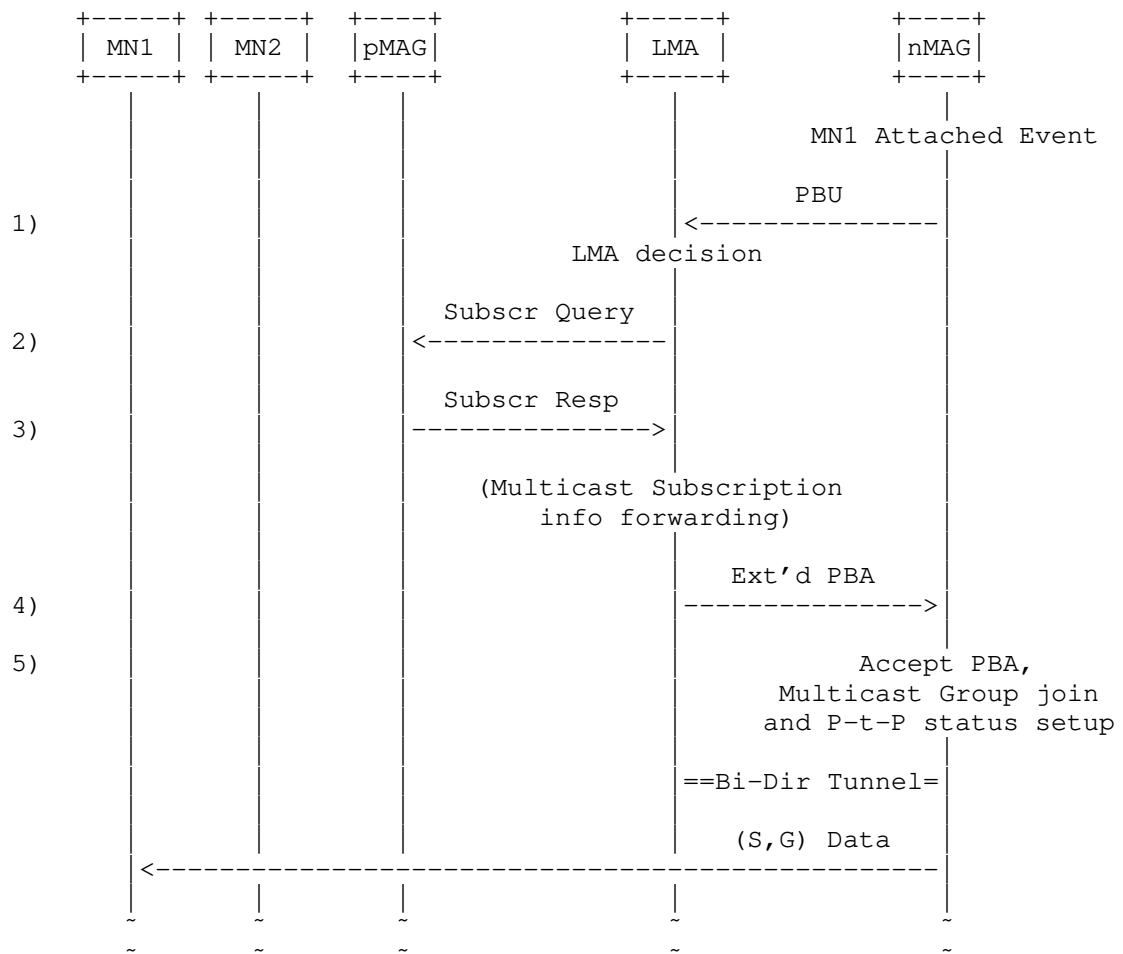 MN1 MN2 pMAG LMA nMAG
MN1 Attached Event
PBU
1)
LMA decision
Subscr Query
2)
Subscr Resp
3)
(Multicast Subscription
info forwarding)
Ext'd PBA
4)
5) Accept PBA,
Multicast Group join
and P-t-P status setup
==Bi-Dir Tunnel=
(S,G) Data